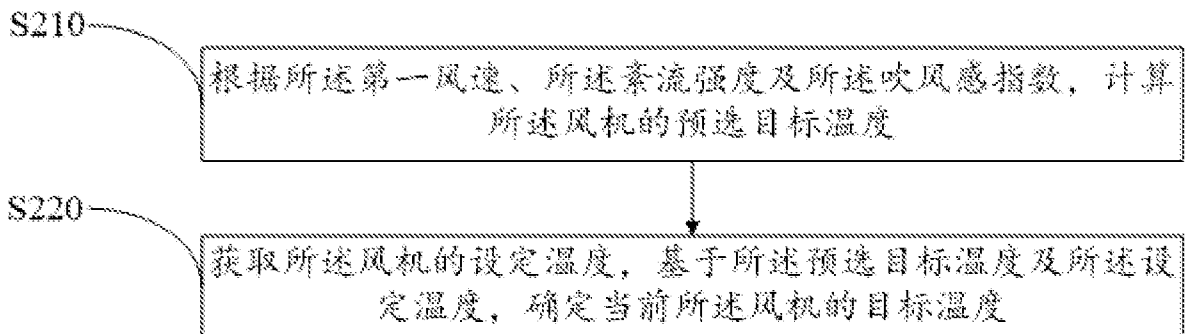 S210
根据所述第一风速、所述紊流强度及所述吹风感指数，计算
所述风机的预选目标温度
S220
获取所述风机的设定温度，基于所述预选目标温度及所述设
定温度，确定当前所述风机的目标温度